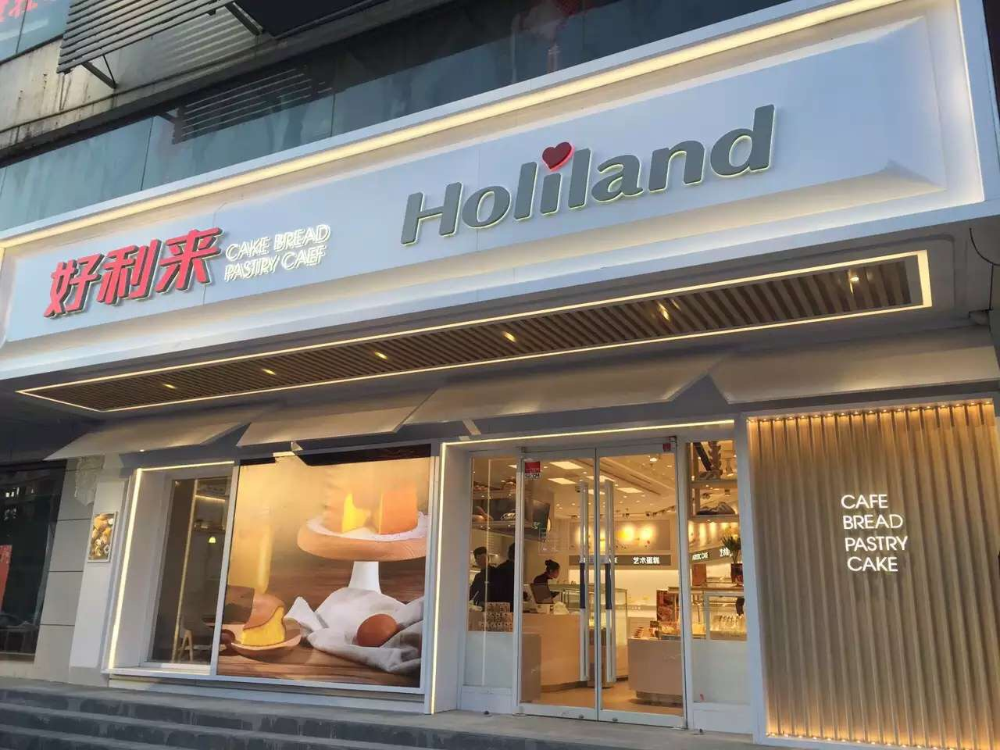 好利来
CAKE BREAD
PASTRY CAEF
Holiland
艺术蛋糕
CAFE
BREAD
PASTRY
CAKE